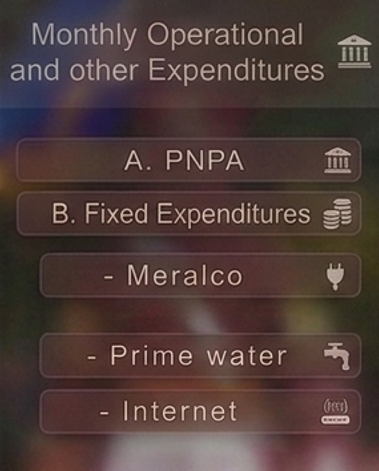 Monthly Operational
and other Expenditures
A. PNPA
B. Fixed Expenditures
- Meralco
- Prime water
- Internet